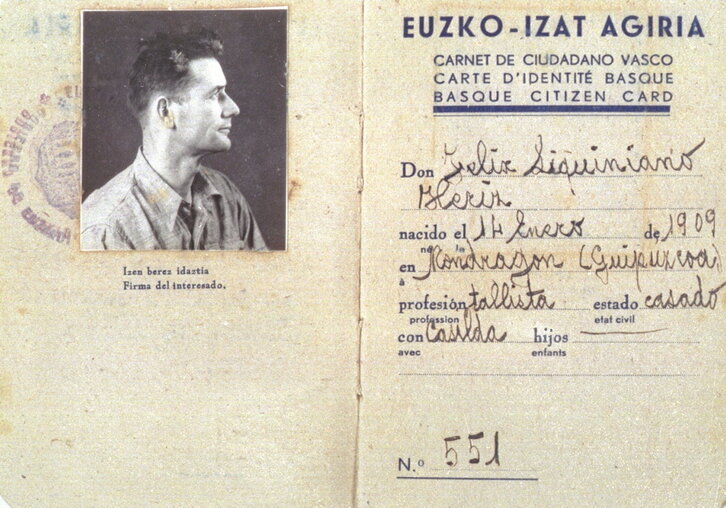 Izen berez idaztia
Firma del interesado.
EUZKO-IZAT AGIRIA
CARNET DE CIUDADANO VASCO
CARTE D'IDENTITÉ BASQUE
BASQUE CITIZEN CARD
Don Felix Liquiniano
Heriz
nacido el 14 Enero de 1909
né le
en Mondragon (Guipuzcoa)
à
profesión tallista estado casado
profession etat civil
con Casilda hijos
avec enfants
N.º 551